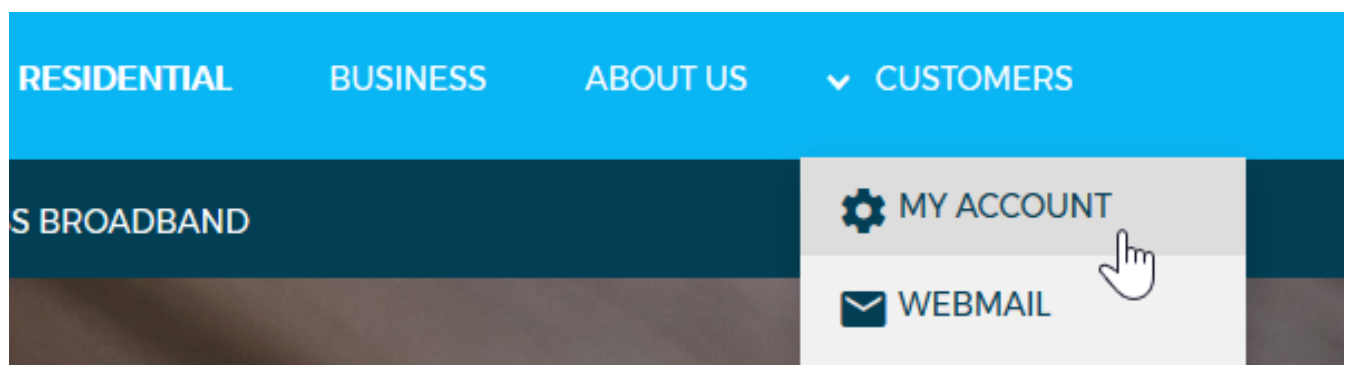 RESIDENTIAL BUSINESS ABOUT US CUSTOMERS
MY ACCOUNT
S BROADBAND
WEBMAIL